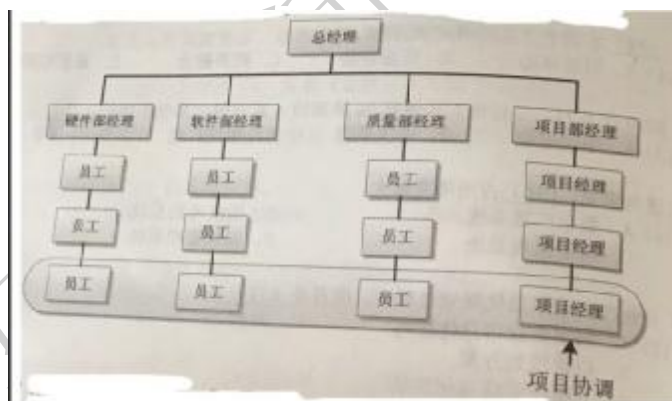 总经理
硬件部经理 软件部经理 质量部经理 项目部经理
员工 员工 员工 项目经理
员工 员工 员工 项目经理
员工 员工 员工 项目经理
项目协调